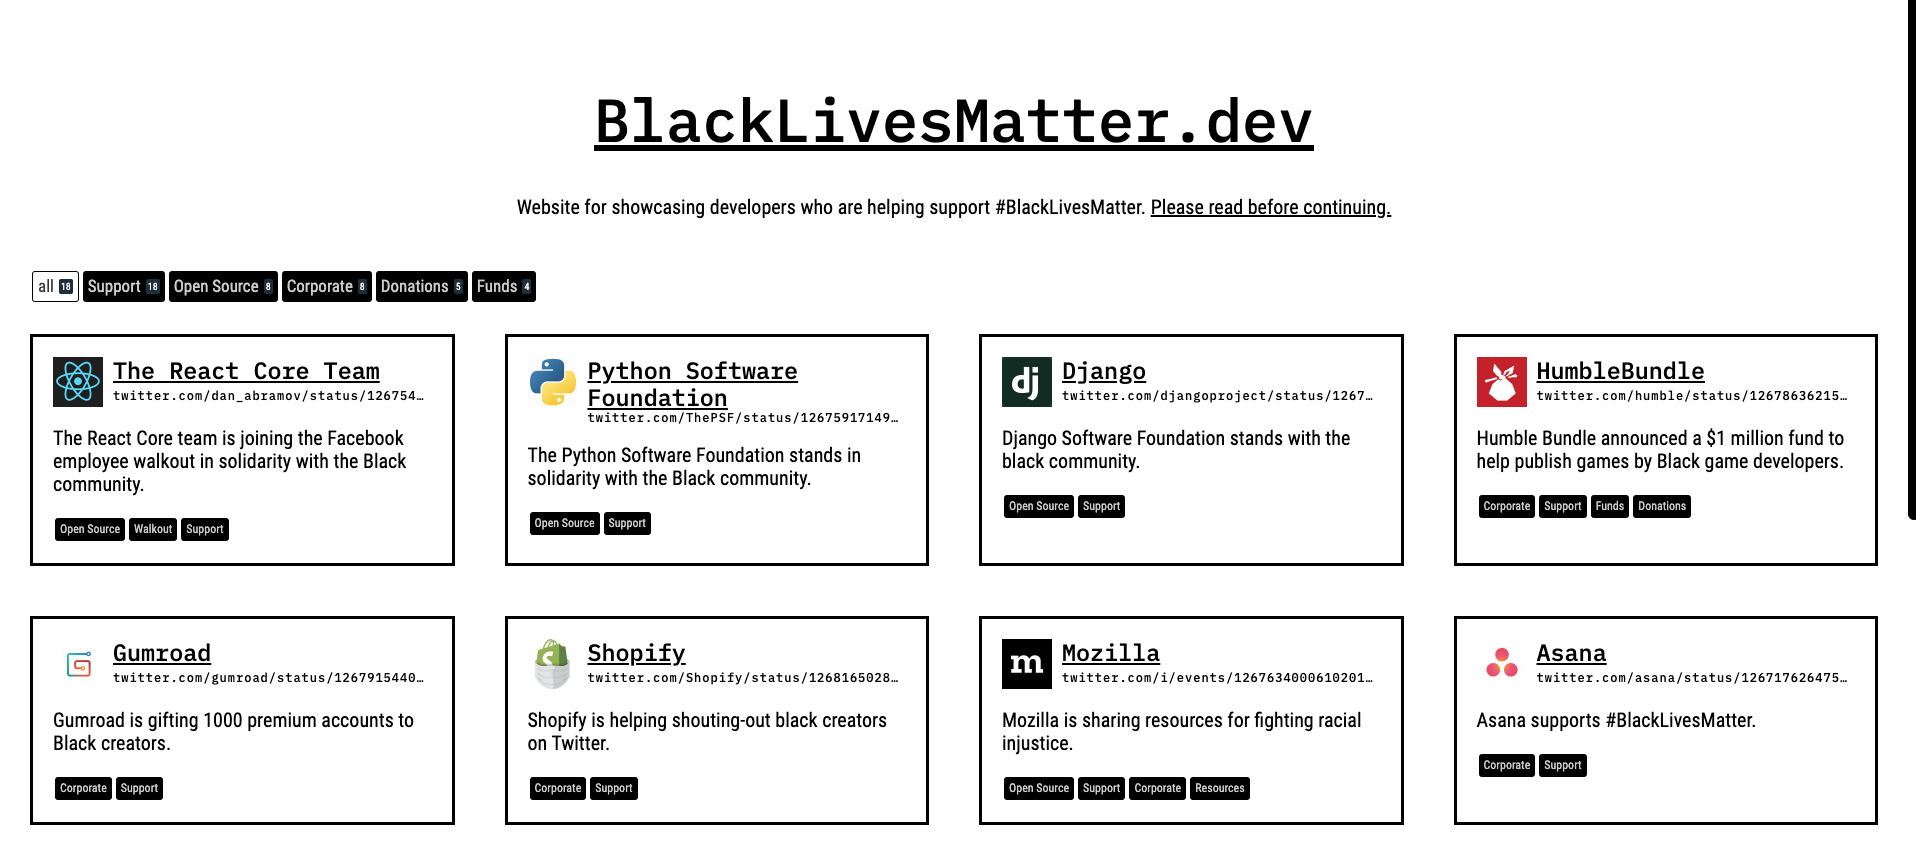 BlackLivesMatter.dev
Website for showcasing developers who are helping support #BlackLivesMatter. Please read before continuing.
all 18 Support 18 Open Source 8 Corporate 8 Donations 5 Funds 4
The React Core Team
twitter.com/dan_abramov/status/126754…
The React Core team is joining the Facebook
employee walkout in solidarity with the Black
community.
Open Source Walkout Support
Python Software
Foundation
twitter.com/ThePSF/status/12675917149…
The Python Software Foundation stands in
solidarity with the Black community.
Open Source Support
dj
Django
twitter.com/djangoproject/status/1267…
Django Software Foundation stands with the
black community.
Open Source Support
HumbleBundle
twitter.com/humble/status/12678636215…
Humble Bundle announced a $1 million fund to
help publish games by Black game developers.
Corporate Support Funds Donations
Gumroad
twitter.com/gumroad/status/1267915440…
Gumroad is gifting 1000 premium accounts to
Black creators.
Corporate Support
Shopify
twitter.com/Shopify/status/1268165028…
Shopify is helping shouting-out black creators
on Twitter.
Corporate Support
m
Mozilla
twitter.com/i/events/1267634000610201…
Mozilla is sharing resources for fighting racial
injustice.
Open Source Support Corporate Resources
Asana
twitter.com/asana/status/126717626475…
Asana supports #BlackLivesMatter.
Corporate Support